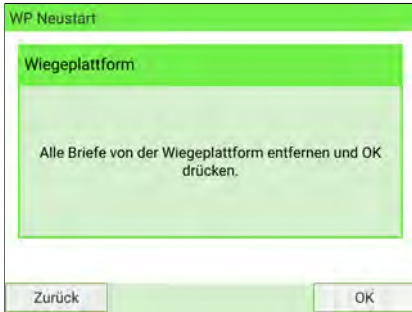 WP Neustart
Wiegeplattform
Alle Briefe von der Wiegeplattform entfernen und OK
drücken.
Zurück
OK